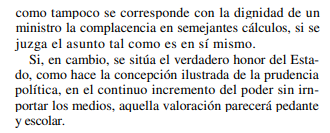 como tampoco se corresponde con la dignidad de un
ministro la complacencia en semejantes cálculos, si se
juzga el asunto tal como es en sí mismo.
Si, en cambio, se sitúa el verdadero honor del Esta-
do, como hace la concepción ilustrada de la prudencia
política, en el continuo incremento del poder sin irn-
portar los medios, aquella valoración parecerá pedante
y escolar.